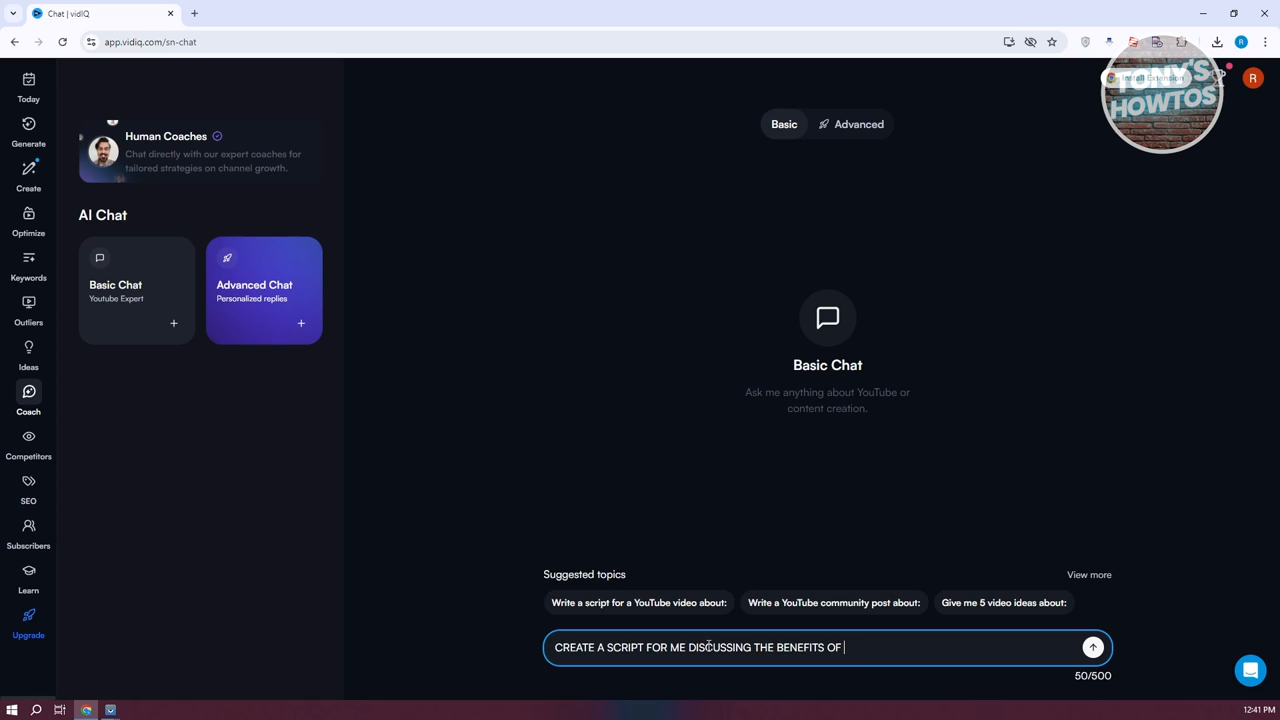 Chat | vidIQ
app.vidiq.com/sn-chat
Install Extension
R
TONY'S
HOWTOS
Today
Generate
Create
Optimize
Keywords
Outliers
Ideas
Coach
Competitors
SEO
Subscribers
Learn
Upgrade
Human Coaches
Chat directly with our expert coaches for
tailored strategies on channel growth.
AI Chat
Basic Chat
Youtube Expert
Advanced Chat
Personalized replies
Basic
Advanced
Basic Chat
Ask me anything about YouTube or
content creation.
Suggested topics
View more
Write a script for a YouTube video about:
Write a YouTube community post about:
Give me 5 video ideas about:
CREATE A SCRIPT FOR ME DISCUSSING THE BENEFITS OF
50/500
12:41 PM